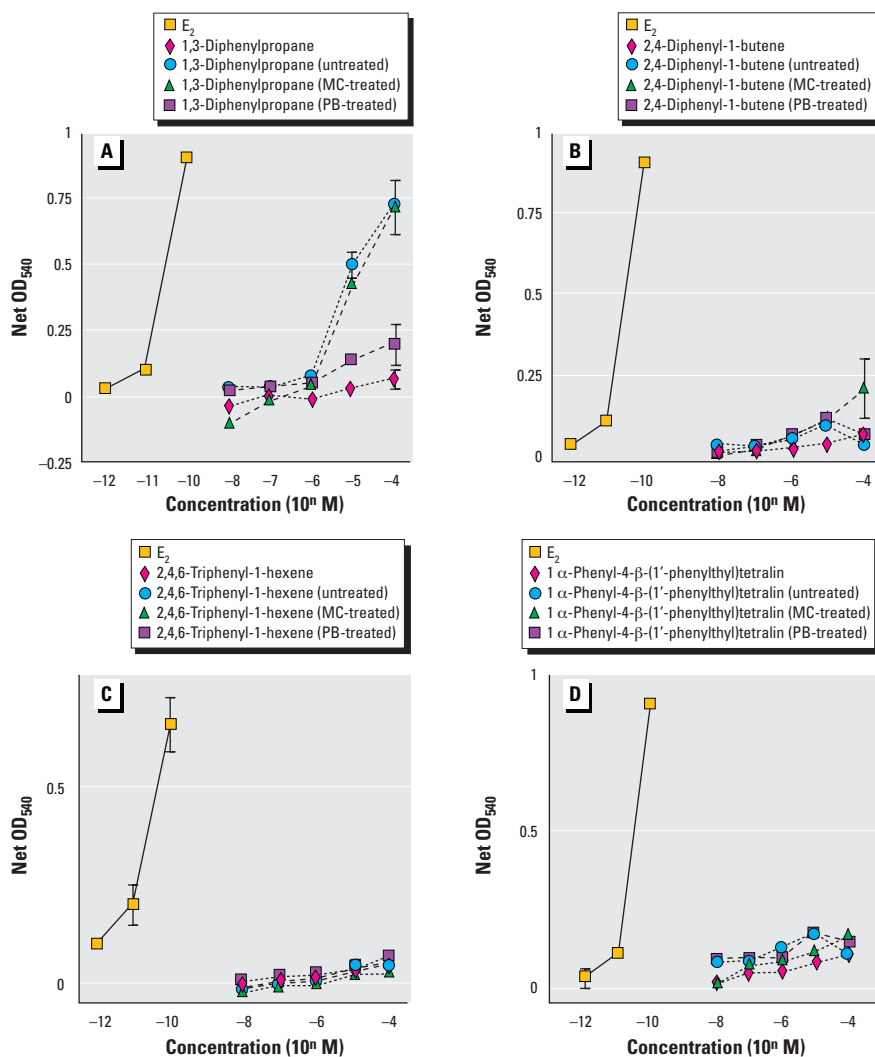 E2
1,3-Diphenylpropane
1,3-Diphenylpropane (untreated)
1,3-Diphenylpropane (MC-treated)
1,3-Diphenylpropane (PB-treated)
A
1
0.75
0.5
0.25
0
−0.25
Net OD540
−12 −11 −10 −8 −7 −6 −5 −4
Concentration (10ⁿ M)
E2
2,4-Diphenyl-1-butene
2,4-Diphenyl-1-butene (untreated)
2,4-Diphenyl-1-butene (MC-treated)
2,4-Diphenyl-1-butene (PB-treated)
B
1
0.75
0.5
0.25
0
Net OD540
−12 −10 −8 −6 −4
Concentration (10ⁿ M)
E2
2,4,6-Triphenyl-1-hexene
2,4,6-Triphenyl-1-hexene (untreated)
2,4,6-Triphenyl-1-hexene (MC-treated)
2,4,6-Triphenyl-1-hexene (PB-treated)
C
0.5
0
Net OD540
−12 −10 −8 −6 −4
Concentration (10ⁿ M)
E2
1 α-Phenyl-4-β-(1'-phenylthyl)tetralin
1 α-Phenyl-4-β-(1'-phenylthyl)tetralin (untreated)
1 α-Phenyl-4-β-(1'-phenylthyl)tetralin (MC-treated)
1 α-Phenyl-4-β-(1'-phenylthyl)tetralin (PB-treated)
D
1
0.5
0
Net OD540
−12 −10 −8 −6 −4
Concentration (10ⁿ M)